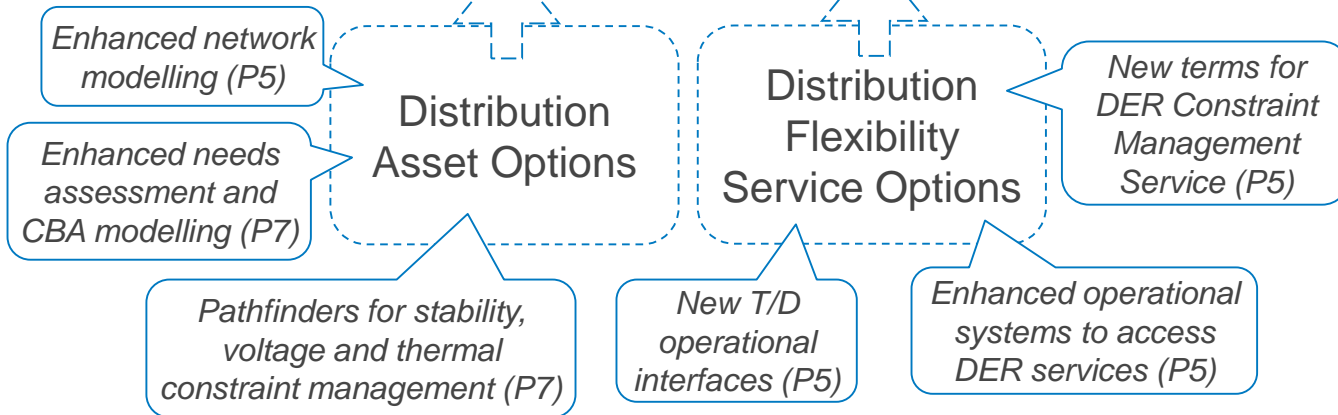 Enhanced network
modelling (P5)
Enhanced needs
assessment and
CBA modelling (P7)
Distribution
Asset Options
Distribution
Flexibility
Service Options
New terms for
DER Constraint
Management
Service (P5)
Pathfinders for stability,
voltage and thermal
constraint management (P7)
New T/D
operational
interfaces (P5)
Enhanced operational
systems to access
DER services (P5)